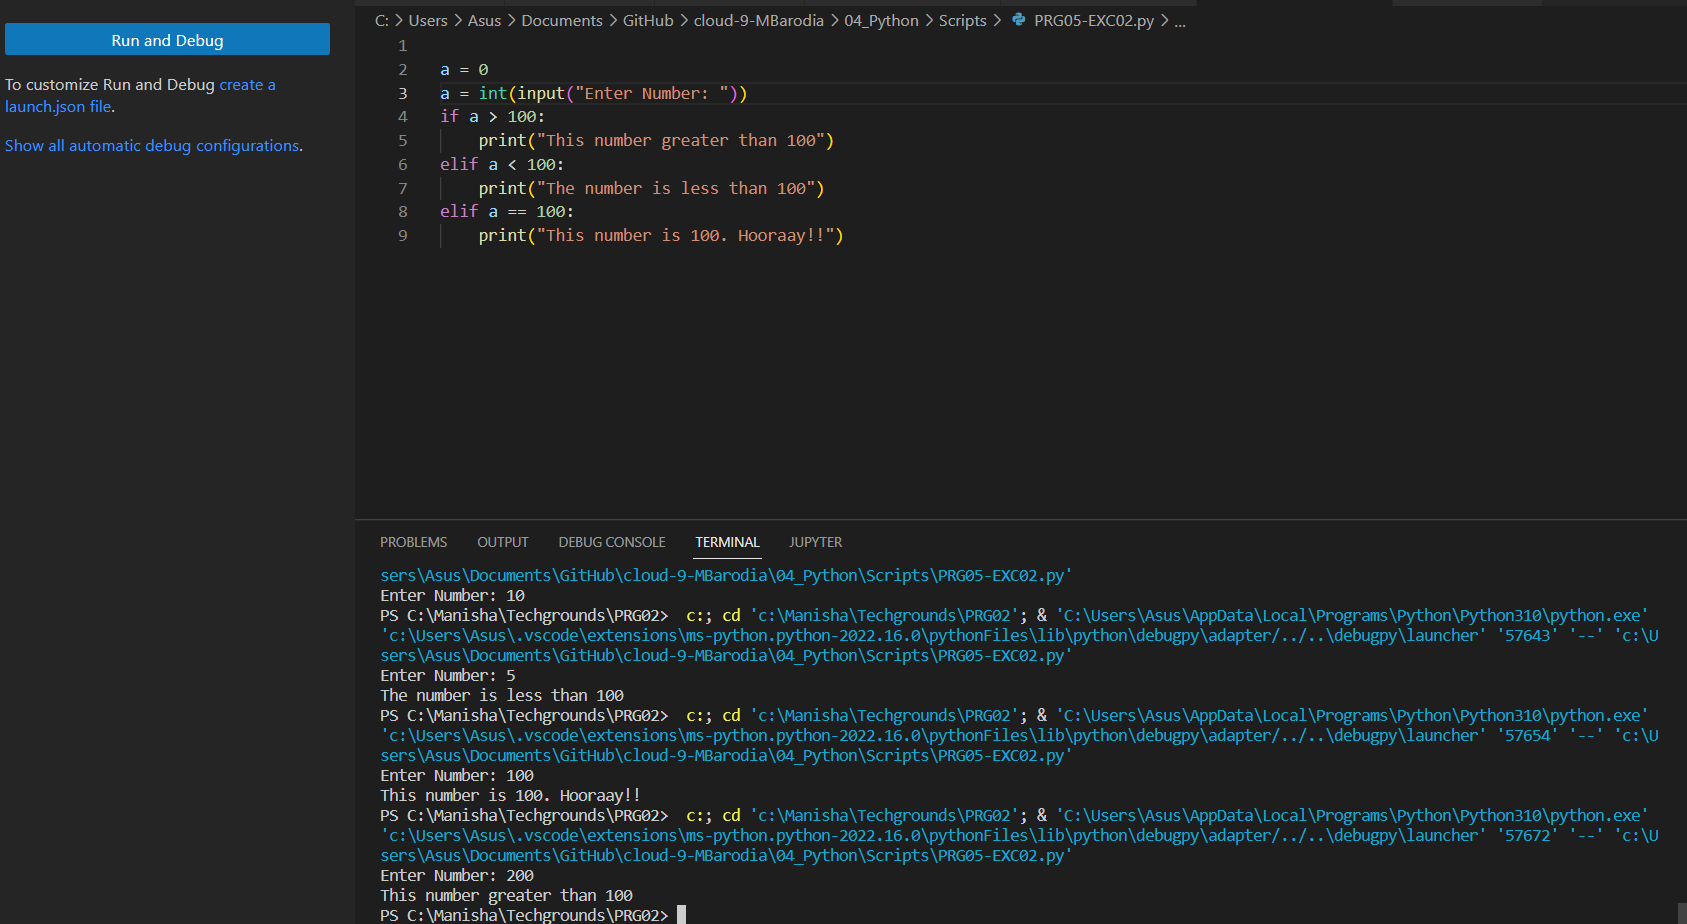 Run and Debug
To customize Run and Debug create a
launch.json file.
Show all automatic debug configurations.
C: > Users > Asus > Documents > GitHub > cloud-9-MBarodia > 04_Python > Scripts > PRG05-EXC02.py > ...
1
2 a = 0
3 a = int(input("Enter Number: "))
4 if a > 100:
5     print("This number greater than 100")
6 elif a < 100:
7     print("The number is less than 100")
8 elif a == 100:
9     print("This number is 100. Hooraay!!")
PROBLEMS OUTPUT DEBUG CONSOLE TERMINAL JUPYTER
sers\Asus\Documents\GitHub\cloud-9-MBarodia\04_Python\Scripts\PRG05-EXC02.py'
Enter Number: 10
PS C:\Manisha\Techgrounds\PRG02>  c:; cd 'c:\Manisha\Techgrounds\PRG02'; & 'C:\Users\Asus\AppData\Local\Programs\Python\Python310\python.exe'
'c:\Users\Asus\.vscode\extensions\ms-python.python-2022.16.0\pythonFiles\lib\python\debugpy\adapter/../..\debugpy\launcher' '57643' '--' 'c:\U
sers\Asus\Documents\GitHub\cloud-9-MBarodia\04_Python\Scripts\PRG05-EXC02.py'
Enter Number: 5
The number is less than 100
PS C:\Manisha\Techgrounds\PRG02>  c:; cd 'c:\Manisha\Techgrounds\PRG02'; & 'C:\Users\Asus\AppData\Local\Programs\Python\Python310\python.exe'
'c:\Users\Asus\.vscode\extensions\ms-python.python-2022.16.0\pythonFiles\lib\python\debugpy\adapter/../..\debugpy\launcher' '57654' '--' 'c:\U
sers\Asus\Documents\GitHub\cloud-9-MBarodia\04_Python\Scripts\PRG05-EXC02.py'
Enter Number: 100
This number is 100. Hooraay!!
PS C:\Manisha\Techgrounds\PRG02>  c:; cd 'c:\Manisha\Techgrounds\PRG02'; & 'C:\Users\Asus\AppData\Local\Programs\Python\Python310\python.exe'
'c:\Users\Asus\.vscode\extensions\ms-python.python-2022.16.0\pythonFiles\lib\python\debugpy\adapter/../..\debugpy\launcher' '57672' '--' 'c:\U
sers\Asus\Documents\GitHub\cloud-9-MBarodia\04_Python\Scripts\PRG05-EXC02.py'
Enter Number: 200
This number greater than 100
PS C:\Manisha\Techgrounds\PRG02>